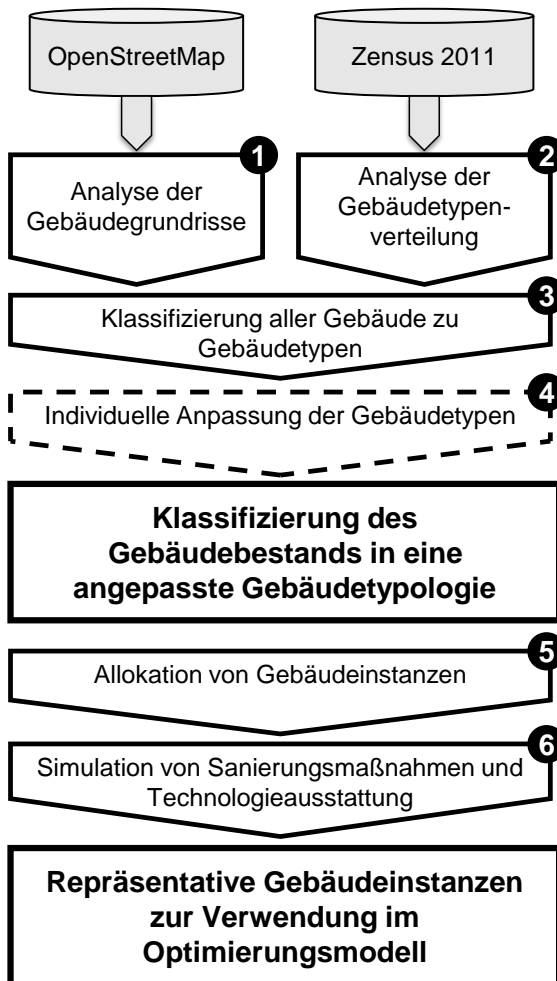 OpenStreetMap
Zensus 2011
1
Analyse der
Gebäudegrundrisse
2
Analyse der
Gebäudetypen-
verteilung
3
Klassifizierung aller Gebäude zu
Gebäudetypen
4
Individuelle Anpassung der Gebäudetypen
Klassifizierung des
Gebäudebestands in eine
angepasste Gebäudetypologie
5
Allokation von Gebäudeinstanzen
6
Simulation von Sanierungsmaßnahmen und
Technologieausstattung
Repräsentative Gebäudeinstanzen
zur Verwendung im
Optimierungsmodell